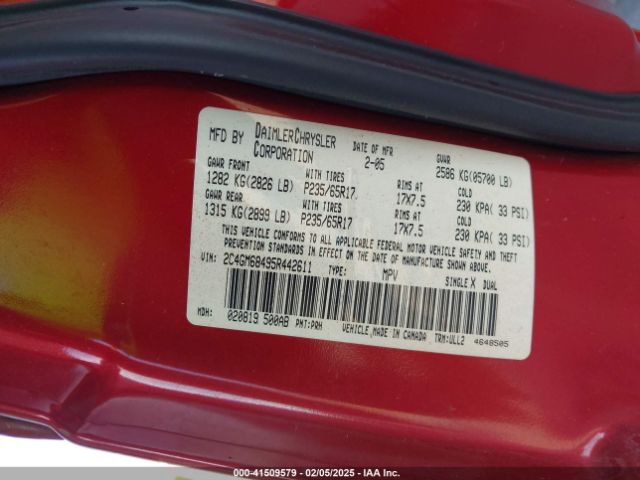 MFD BY DAIMLERCHRYSLER CORPORATION DATE OF MFR 2-05 GVWR 2586 KG(05700 LB)
GAWR FRONT WITH TIRES RIMS AT COLD
1282 KG(2826 LB) P235/65R17 17X7.5 230 KPA( 33 PSI)
GAWR REAR WITH TIRES RIMS AT COLD
1315 KG(2899 LB) P235/65R17 17X7.5 230 KPA( 33 PSI)
THIS VEHICLE CONFORMS TO ALL APPLICABLE FEDERAL MOTOR VEHICLE SAFETY AND THEFT
PREVENTION STANDARDS IN EFFECT ON THE DATE OF MANUFACTURE SHOWN ABOVE.
VIN: 2C4GM68495R442611 TYPE: MPV SINGLE X DUAL
MDH: 020819 500AB PNT:PRH VEHICLE MADE IN CANADA TRM:ULL2 4648505
000-41509579 - 02/05/2025 - IAA Inc.